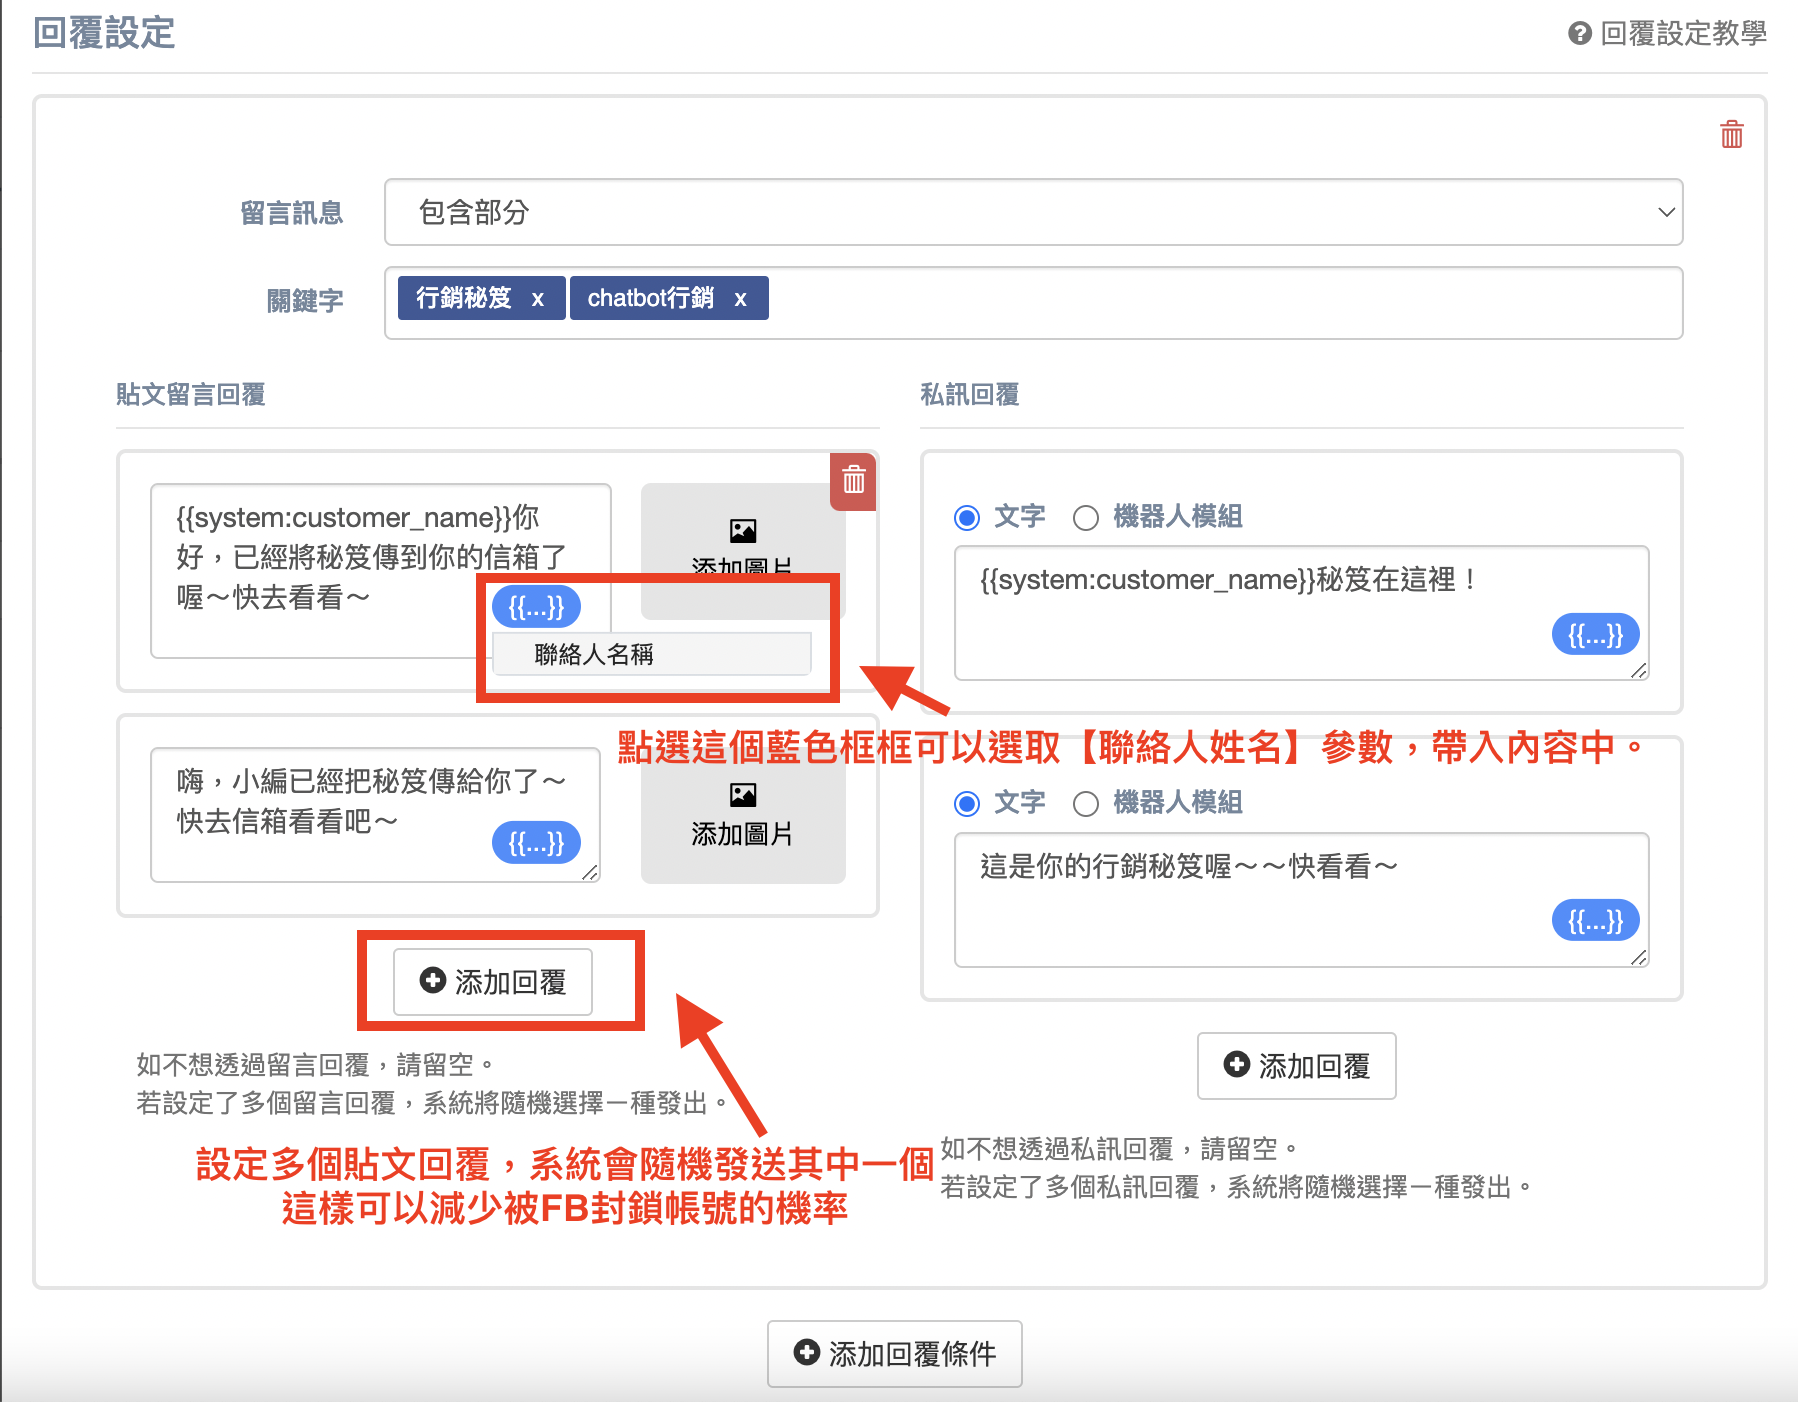 回覆設定
回覆設定教學
留言訊息
包含部分
關鍵字
行銷秘笈 x
chatbot行銷 x
貼文留言回覆
{{system:customer_name}}你
好，已經將秘笈傳到你的信箱了
喔～快去看看～
{{...}}
聯絡人名稱
添加圖片
嗨，小編已經把秘笈傳給你了～
快去信箱看看吧～
{{...}}
添加圖片
添加回覆
如不想透過留言回覆，請留空。
若設定了多個留言回覆，系統將隨機選擇一種發出。
設定多個貼文回覆，系統會隨機發送其中一個
這樣可以減少被FB封鎖帳號的機率
私訊回覆
文字
機器人模組
{{system:customer_name}}秘笈在這裡！
{{...}}
點選這個藍色框框可以選取【聯絡人姓名】參數，帶入內容中。
文字
機器人模組
這是你的行銷秘笈喔～～快看看～
{{...}}
添加回覆
如不想透過私訊回覆，請留空。
若設定了多個私訊回覆，系統將隨機選擇一種發出。
添加回覆條件